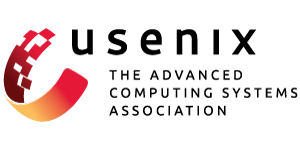 usenix
THE ADVANCED
COMPUTING SYSTEMS
ASSOCIATION